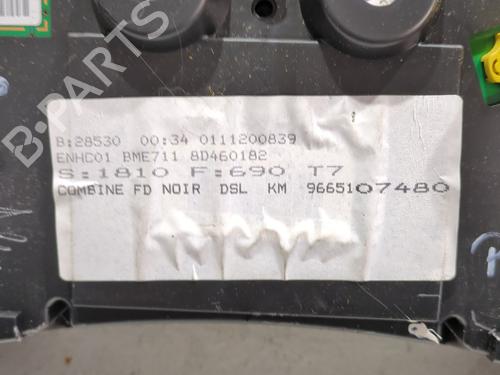 B-PARTS
B:28530 00:34 0111200839
ENHC01 BME711 8D460182
S:1810 F:690 T7
COMBINE FD NOIR DSL KM 9665107480